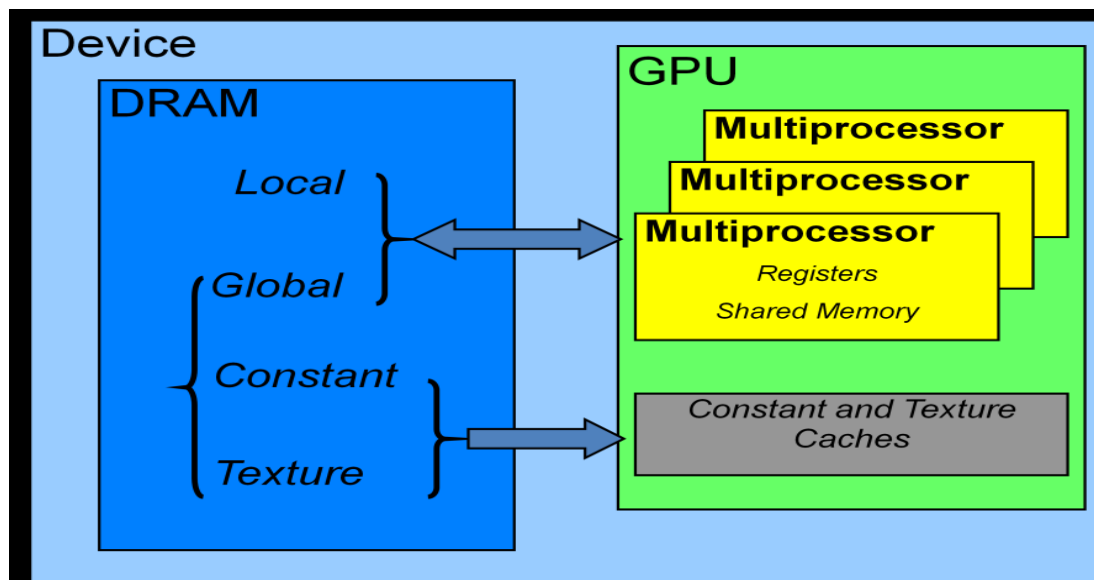 Device
DRAM
Local
Global
Constant
Texture
GPU
Multiprocessor
Multiprocessor
Multiprocessor
Registers
Shared Memory
Constant and Texture
Caches